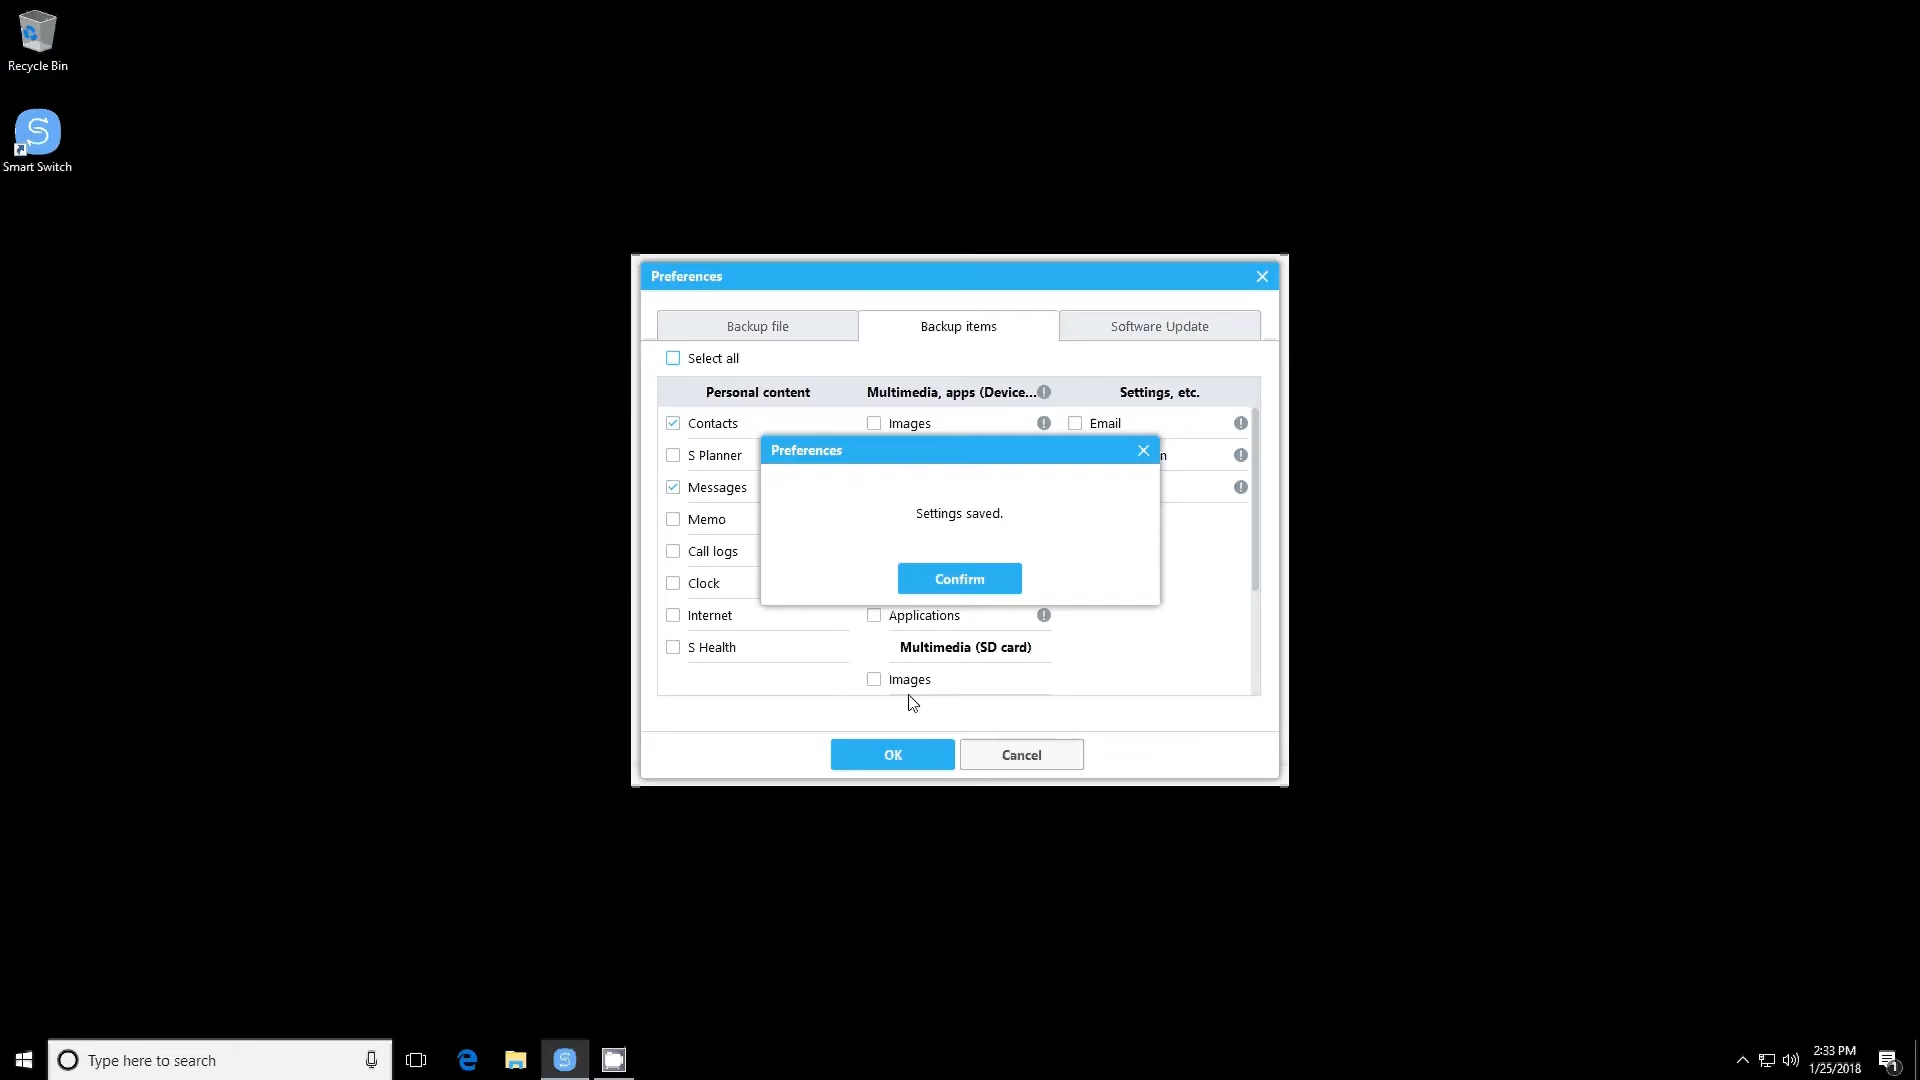 Recycle Bin
Smart Switch
Preferences
Backup file
Backup items
Software Update
Select all
Personal content
Multimedia, apps (Device...
Settings, etc.
Contacts
Images
Email
S Planner
n
Messages
Preferences
Settings saved.
Confirm
Memo
Call logs
Clock
Internet
Applications
S Health
Multimedia (SD card)
Images
OK
Cancel
Type here to search
2:33 PM
1/25/2018
1